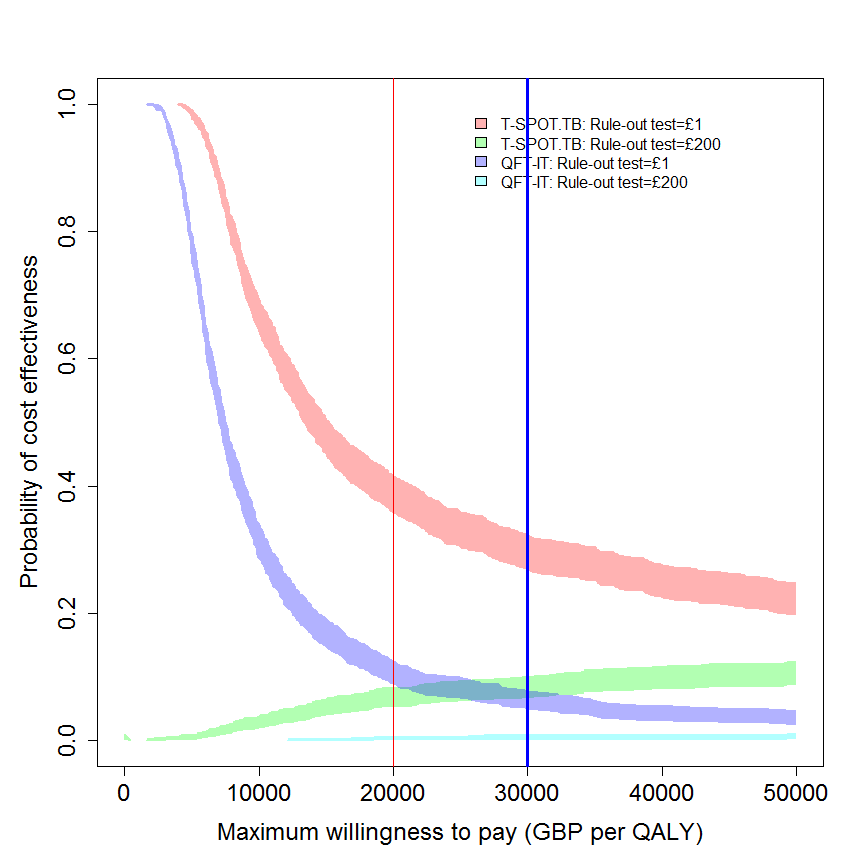 T-SPOT.TB: Rule-out test=£1
T-SPOT.TB: Rule-out test=£200
QFT-IT: Rule-out test=£1
QFT-IT: Rule-out test=£200
Probability of cost effectiveness
1.0
0.8
0.6
0.4
0.2
0.0
0 10000 20000 30000 40000 50000
Maximum willingness to pay (GBP per QALY)